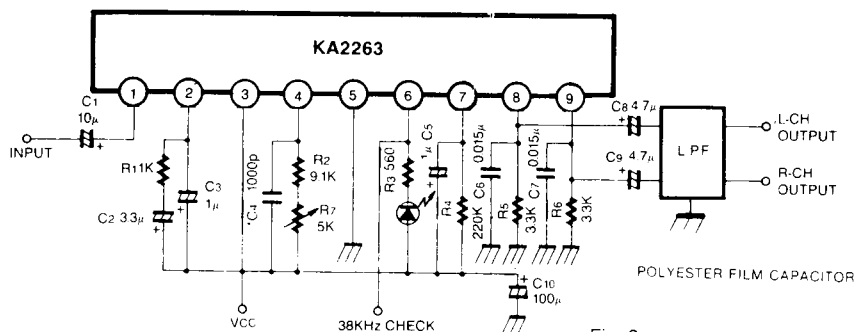 KA2263
1 2 3 4 5 6 7 8 9
C1
10μ
INPUT
R1 1K
C2 3.3μ
C3
1μ
*C4 1000p
R2
9.1K
R7
5K
R3 560
1μ C5
R4
220K
C6 0.015μ
R5
3.3K
C7 0.015μ
R6
3.3K
C8 4.7μ
C9 4.7μ
LPF
L-CH
OUTPUT
R-CH
OUTPUT
C10
100μ
VCC
38KHz CHECK
POLYESTER FILM CAPACITOR